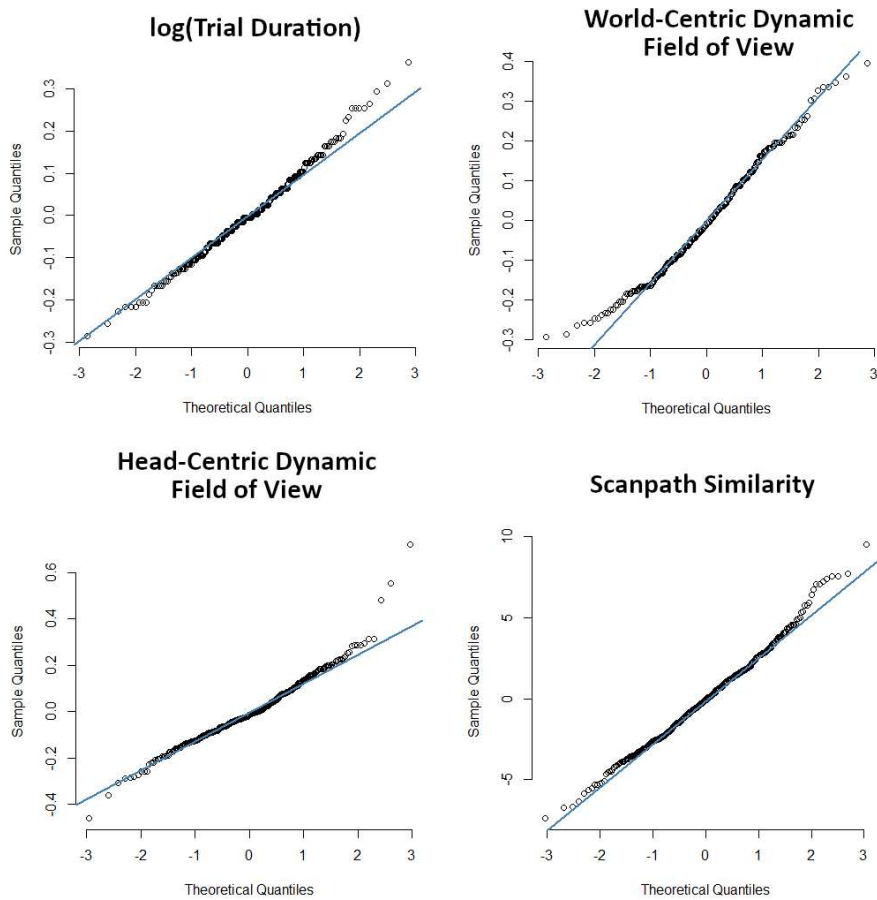 log(Trial Duration)
0.3
0.2
0.1
0.0
-0.1
-0.2
-0.3
Sample Quantiles
-3 -2 -1 0 1 2 3
Theoretical Quantiles
World-Centric Dynamic
Field of View
0.4
0.3
0.2
0.1
0.0
-0.1
-0.2
-0.3
Sample Quantiles
-3 -2 -1 0 1 2 3
Theoretical Quantiles
Head-Centric Dynamic
Field of View
0.6
0.4
0.2
0.0
-0.2
-0.4
Sample Quantiles
-3 -2 -1 0 1 2 3
Theoretical Quantiles
Scanpath Similarity
10
5
0
-5
Sample Quantiles
-3 -2 -1 0 1 2 3
Theoretical Quantiles